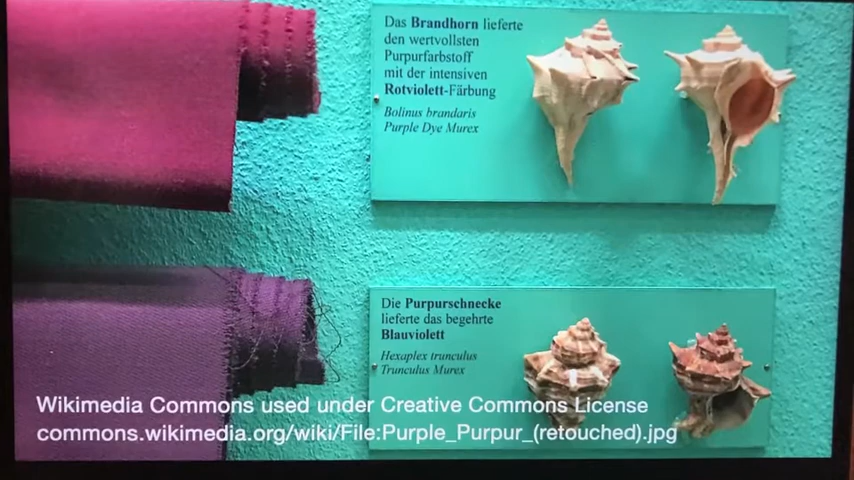 Das Brandhorn lieferte
den wertvollsten
Purpurfarbstoff
mit der intensiven
Rotviolett-Färbung
Bolinus brandaris
Purple Dye Murex
Die Purpurschnecke
lieferte das begehrte
Blauviolett
Hexaplex trunculus
Trunculus Murex
Wikimedia Commons used under Creative Commons License
commons.wikimedia.org/wiki/File:Purple_Purpur_(retouched).jpg